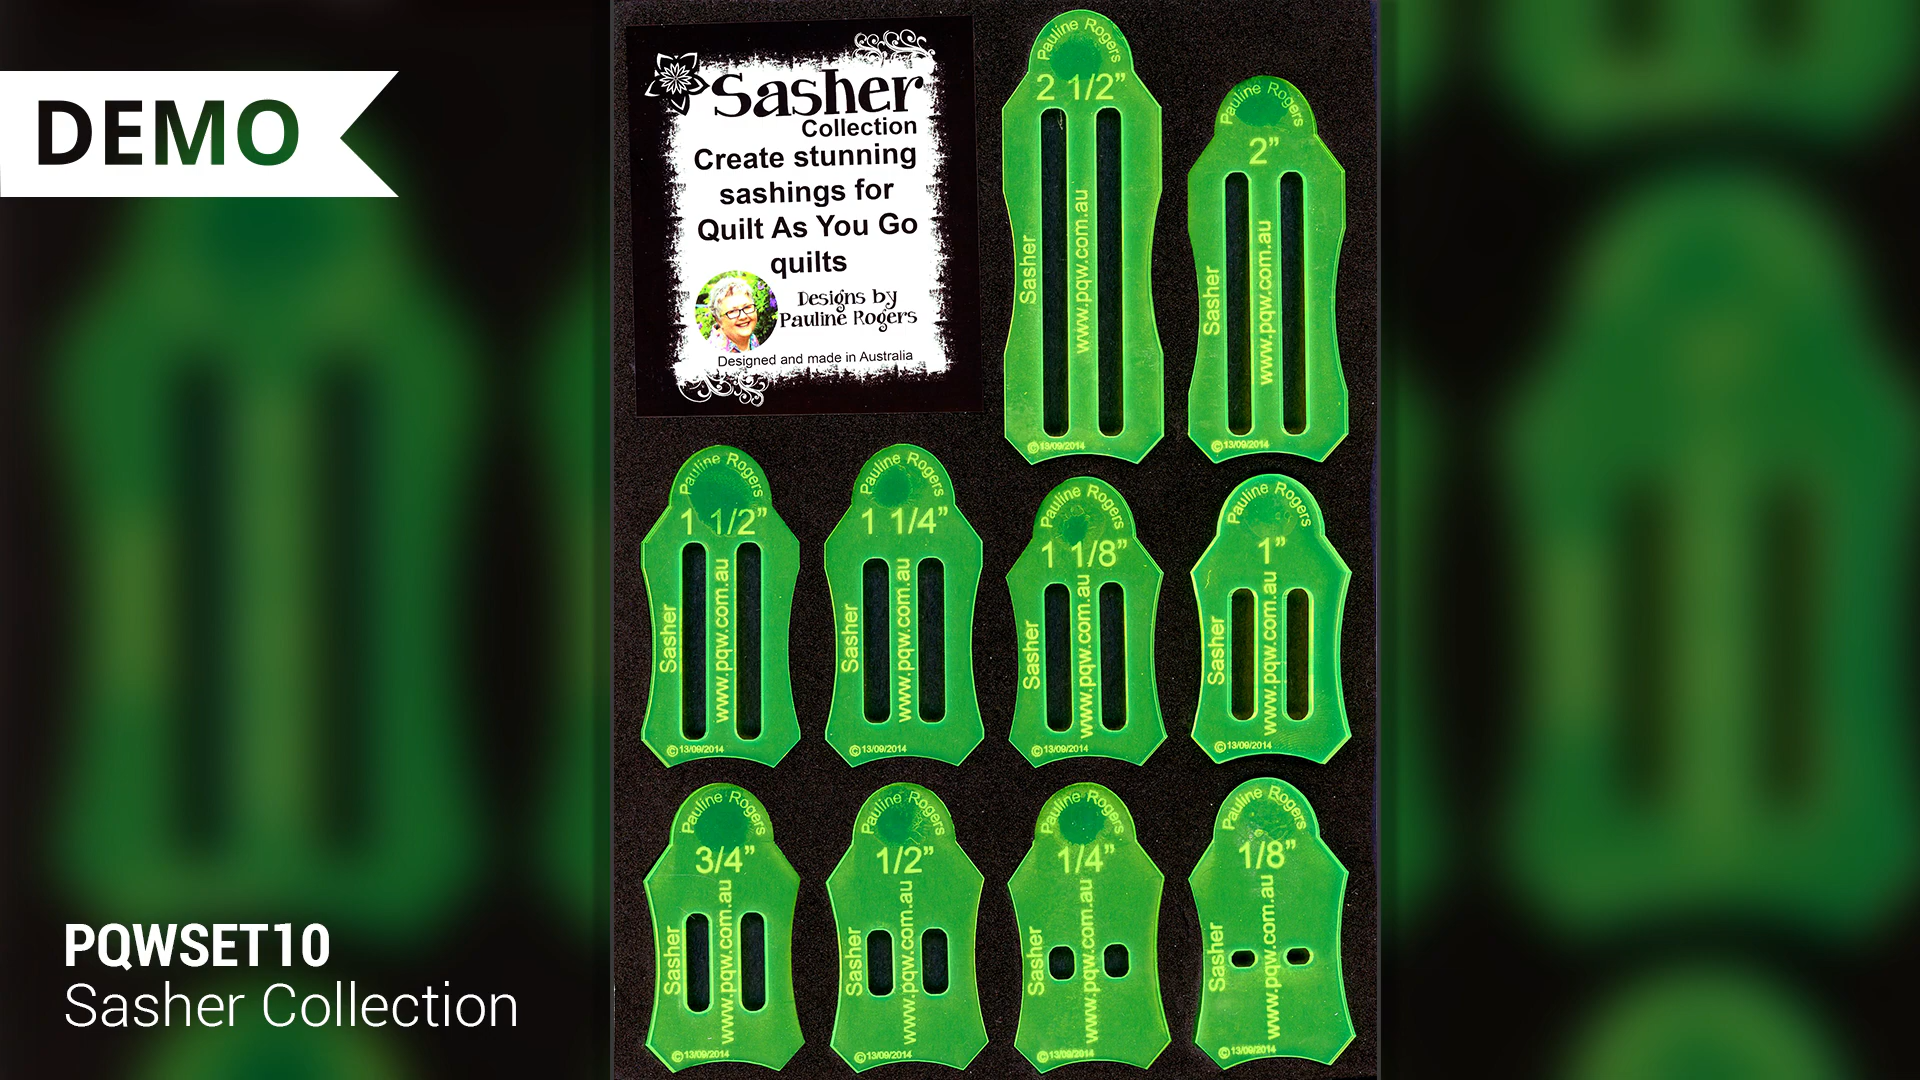 DEMO
Sasher
Collection
Create stunning
sashings for
Quilt As You Go
quilts
Designs by
Pauline Rogers
Designed and made in Australia
Pauline Rogers
2 1/2”
Sasher
www.pqw.com.au
©13/09/2014
Pauline Rogers
2”
Sasher
www.pqw.com.au
©13/09/2014
Pauline Rogers
1 1/2”
Sasher
www.pqw.com.au
©13/09/2014
Pauline Rogers
1 1/4”
Sasher
www.pqw.com.au
©13/09/2014
Pauline Rogers
1 1/8”
Sasher
www.pqw.com.au
©13/09/2014
Pauline Rogers
1”
Sasher
www.pqw.com.au
©13/09/2014
Pauline Rogers
3/4”
Sasher
www.pqw.com.au
©13/09/2014
Pauline Rogers
1/2”
Sasher
www.pqw.com.au
©13/09/2014
Pauline Rogers
1/4”
Sasher
www.pqw.com.au
©13/09/2014
Pauline Rogers
1/8”
Sasher
www.pqw.com.au
©13/09/2014
PQWSET10
Sasher Collection